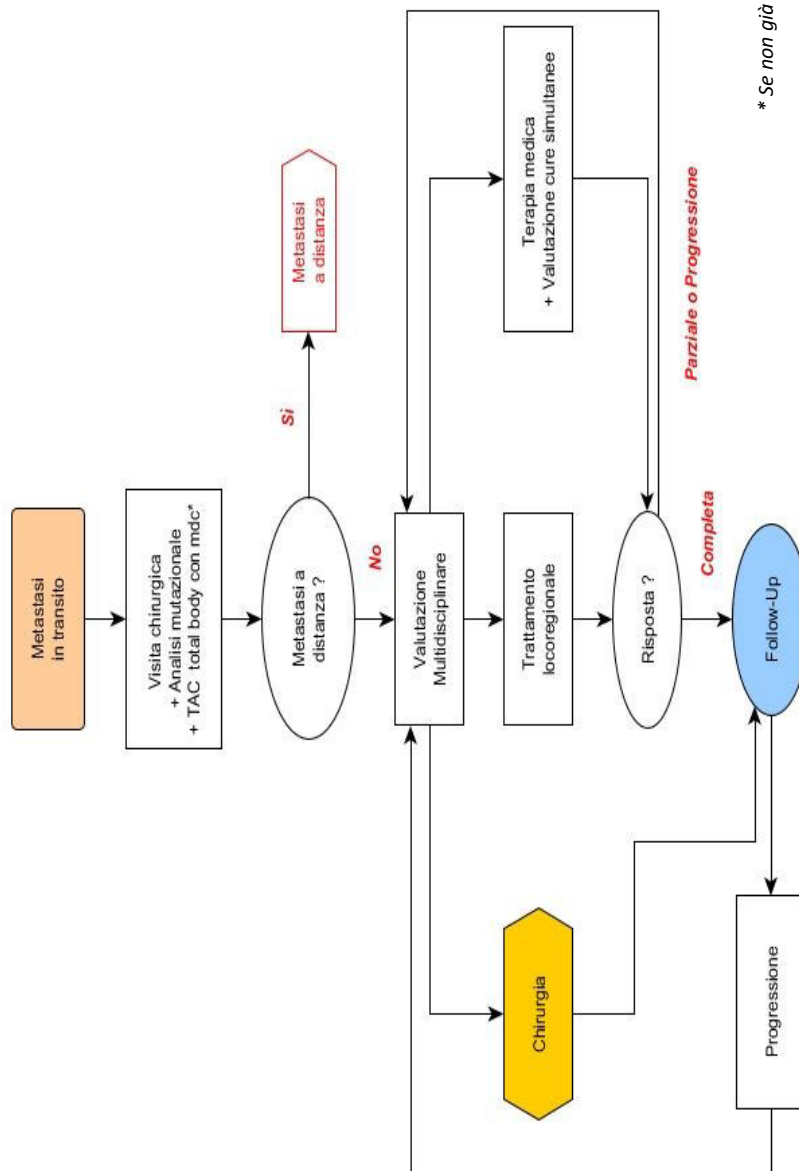 Metastasi
in transito
Visita chirurgica
+ Analisi mutazionale
+ TAC total body con mdc*
Metastasi a
distanza ?
Sì
Metastasi
a distanza
No
Valutazione
Multidisciplinare
Chirurgia
Trattamento
locoregionale
Terapia medica
+ Valutazione cure simultanee
Risposta ?
Parziale o Progressione
Completa
Follow-Up
Progressione
* Se non già